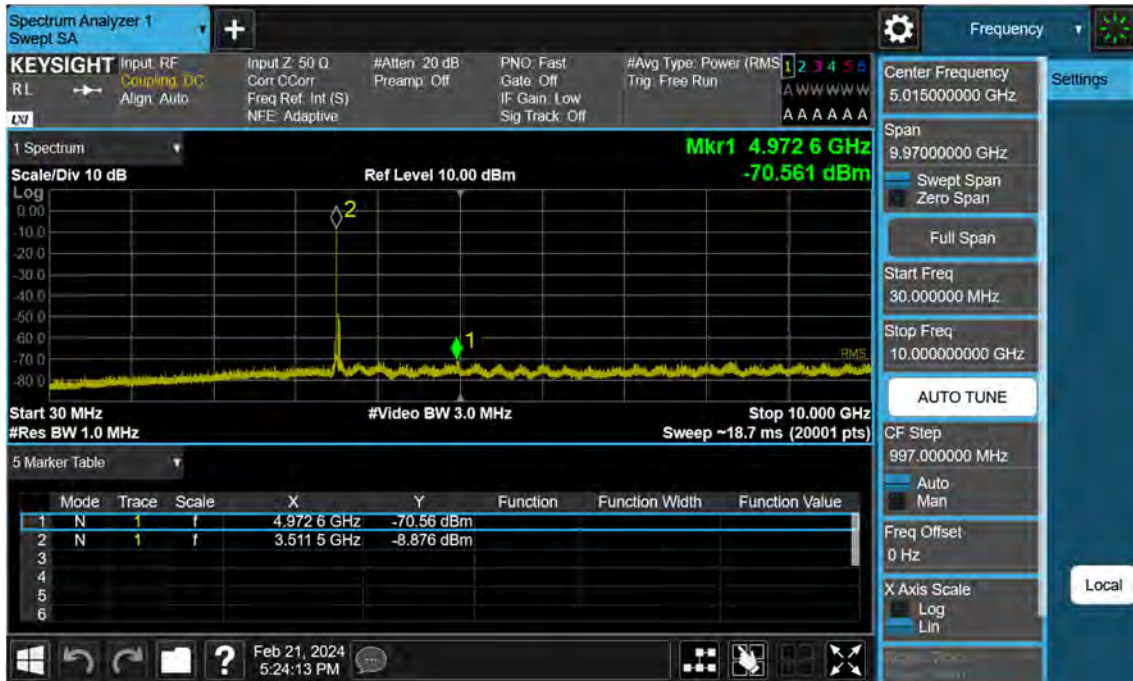 Spectrum Analyzer 1
Swept SA
+
Frequency
KEYSIGHT
RL
LXI
Input: RF
Coupling: DC
Align: Auto
Input Z: 50 Ω
Corr CCorr
Freq Ref: Int (S)
NFE: Adaptive
#Atten: 20 dB
Preamp: Off
PNO: Fast
Gate: Off
IF Gain: Low
Sig Track: Off
#Avg Type: Power (RMS
Trig: Free Run
1 2 3 4 5 6
A W W W W W
A A A A A A
1 Spectrum
Scale/Div 10 dB
Ref Level 10.00 dBm
Mkr1 4.972 6 GHz
-70.561 dBm
Log
0.00
-10.0
-20.0
-30.0
-40.0
-50.0
-60.0
-70.0
-80.0
2
1
RMS
Start 30 MHz
#Video BW 3.0 MHz
Stop 10.000 GHz
#Res BW 1.0 MHz
Sweep ~18.7 ms (20001 pts)
5 Marker Table
Mode Trace Scale X Y Function Function Width Function Value
1 N 1 f 4.972 6 GHz -70.56 dBm
2 N 1 f 3.511 5 GHz -8.876 dBm
3
4
5
6
?
Feb 21, 2024
5:24:13 PM
Center Frequency
5.015000000 GHz
Span
9.97000000 GHz
Swept Span
Zero Span
Full Span
Start Freq
30.000000 MHz
Stop Freq
10.000000000 GHz
AUTO TUNE
CF Step
997.000000 MHz
Auto
Man
Freq Offset
0 Hz
X Axis Scale
Log
Lin
Settings
Local